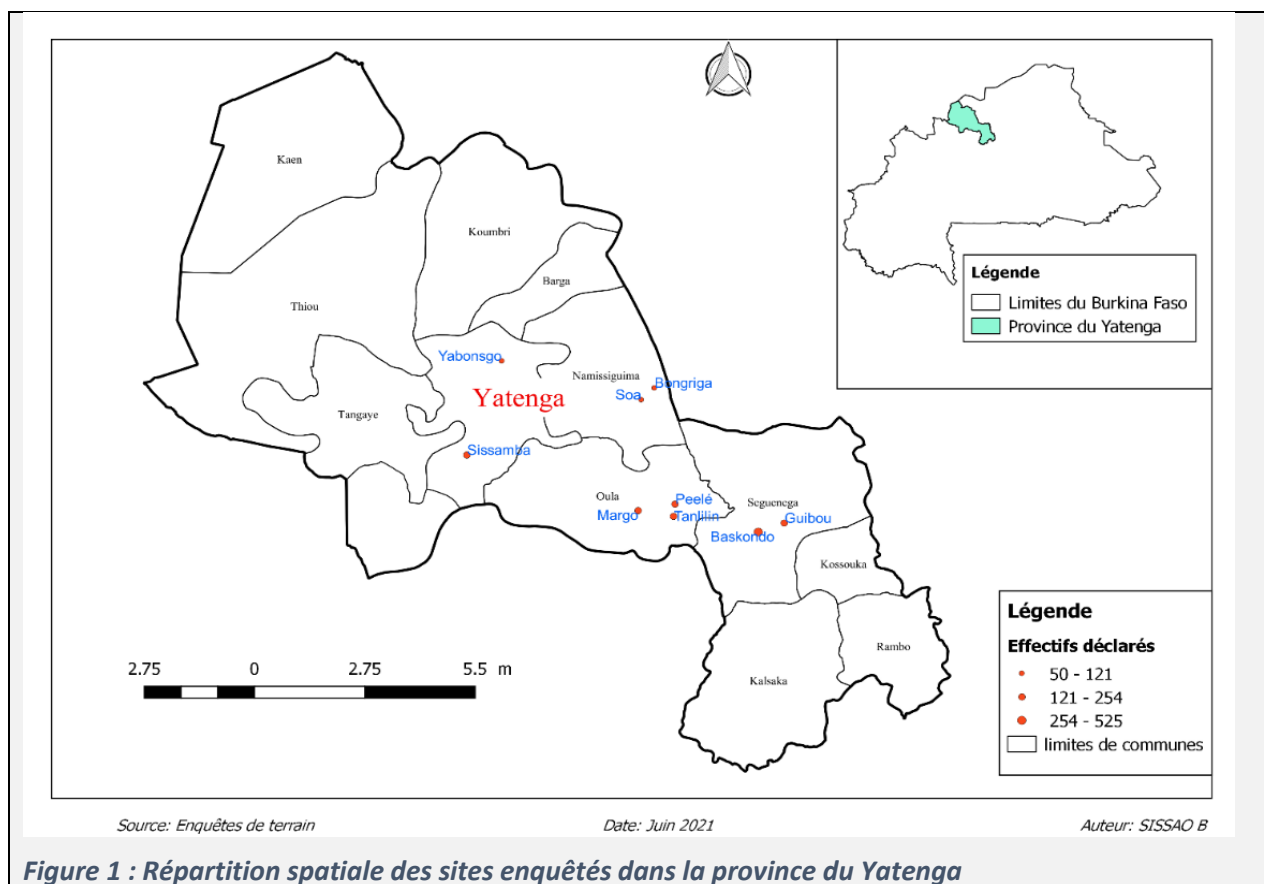 Kaen
Koumbri
Barga
Thiou
Yabonsgo
Namissiguima
Bongriga
Soa
Yatenga
Tangaye
Sissamba
Oula
Peelé
Margo
Tanlilin
Seguenega
Guibou
Baskondo
Kossouka
Rambo
Kalsaka
Légende
Limites du Burkina Faso
Province du Yatenga
2.75 0 2.75 5.5 m
Légende
Effectifs déclarés
50 - 121
121 - 254
254 - 525
limites de communes
Source: Enquêtes de terrain Date: Juin 2021 Auteur: SISSAO B
Figure 1 : Répartition spatiale des sites enquêtés dans la province du Yatenga